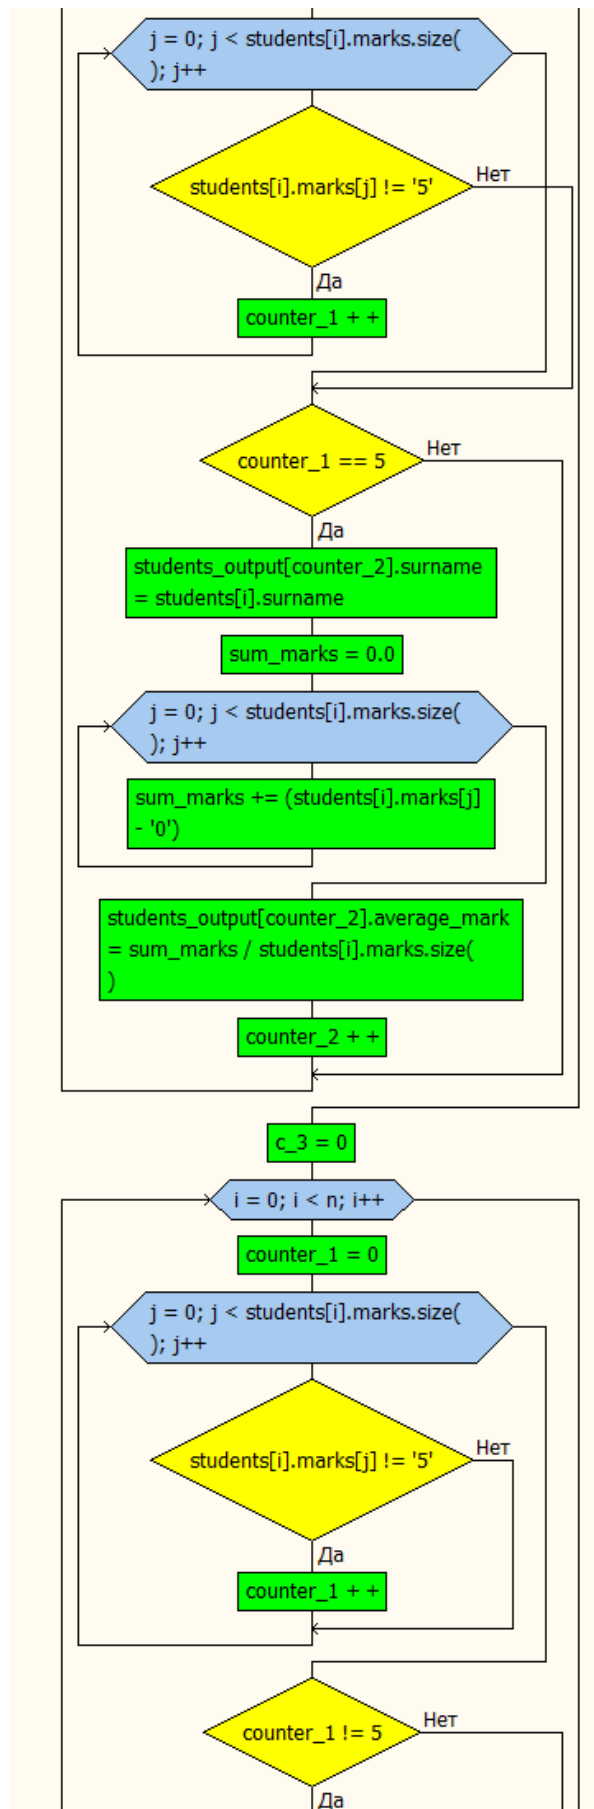 j = 0; j < students[i].marks.size(
); j++
students[i].marks[j] != '5'
Нет
Да
counter_1 + +
counter_1 == 5
Нет
Да
students_output[counter_2].surname
= students[i].surname
sum_marks = 0.0
j = 0; j < students[i].marks.size(
); j++
sum_marks += (students[i].marks[j]
- '0')
students_output[counter_2].average_mark
= sum_marks / students[i].marks.size(
)
counter_2 + +
c_3 = 0
i = 0; i < n; i++
counter_1 = 0
j = 0; j < students[i].marks.size(
); j++
students[i].marks[j] != '5'
Нет
Да
counter_1 + +
counter_1 != 5
Нет
Да